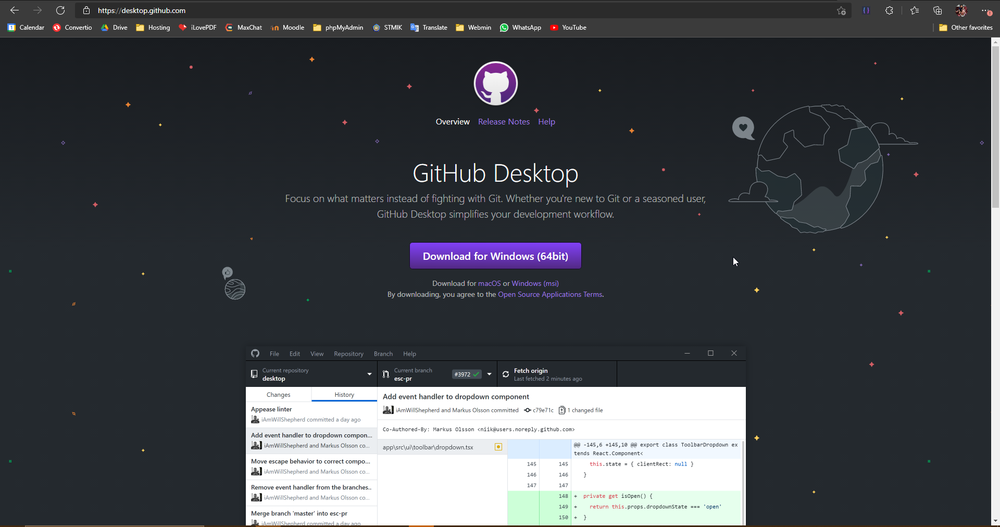 https://desktop.github.com
Calendar Convertio Drive Hosting iLovePDF MaxChat Moodle phpMyAdmin STMIK Translate Webmin WhatsApp YouTube Other favorites
Overview Release Notes Help
GitHub Desktop
Focus on what matters instead of fighting with Git. Whether you're new to Git or a seasoned user,
GitHub Desktop simplifies your development workflow.
Download for Windows (64bit)
Download for macOS or Windows (msi)
By downloading, you agree to the Open Source Applications Terms.
File Edit View Repository Branch Help
Current repository
desktop
Current branch
esc-pr
#3972
Fetch origin
Last fetched 2 minutes ago
Changes History
Appease linter
iAmWillShepherd committed a day ago
Add event handler to dropdown compon...
iAmWillShepherd and Markus Olsson co...
Move escape behavior to correct compo...
iAmWillShepherd and Markus Olsson co...
Remove event handler from the branches..
iAmWillShepherd and Markus Olsson co...
Merge branch 'master' into esc-pr
iAmWillShepherd committed a day ago
Add event handler to dropdown component
iAmWillShepherd and Markus Olsson committed c79e71c 1 changed file
Co-Authored-By: Markus Olsson <niik@users.noreply.github.com>
app\src\ui\toolbar\dropdown.tsx
@@ -145,6 +145,10 @@ export class ToolbarDropdown ex
tends React.Component<
145 145 this.state = { clientRect: null }
146 146 }
147 147
148 + private get isOpen() {
149 + return this.props.dropdownState === 'open'
150 + }